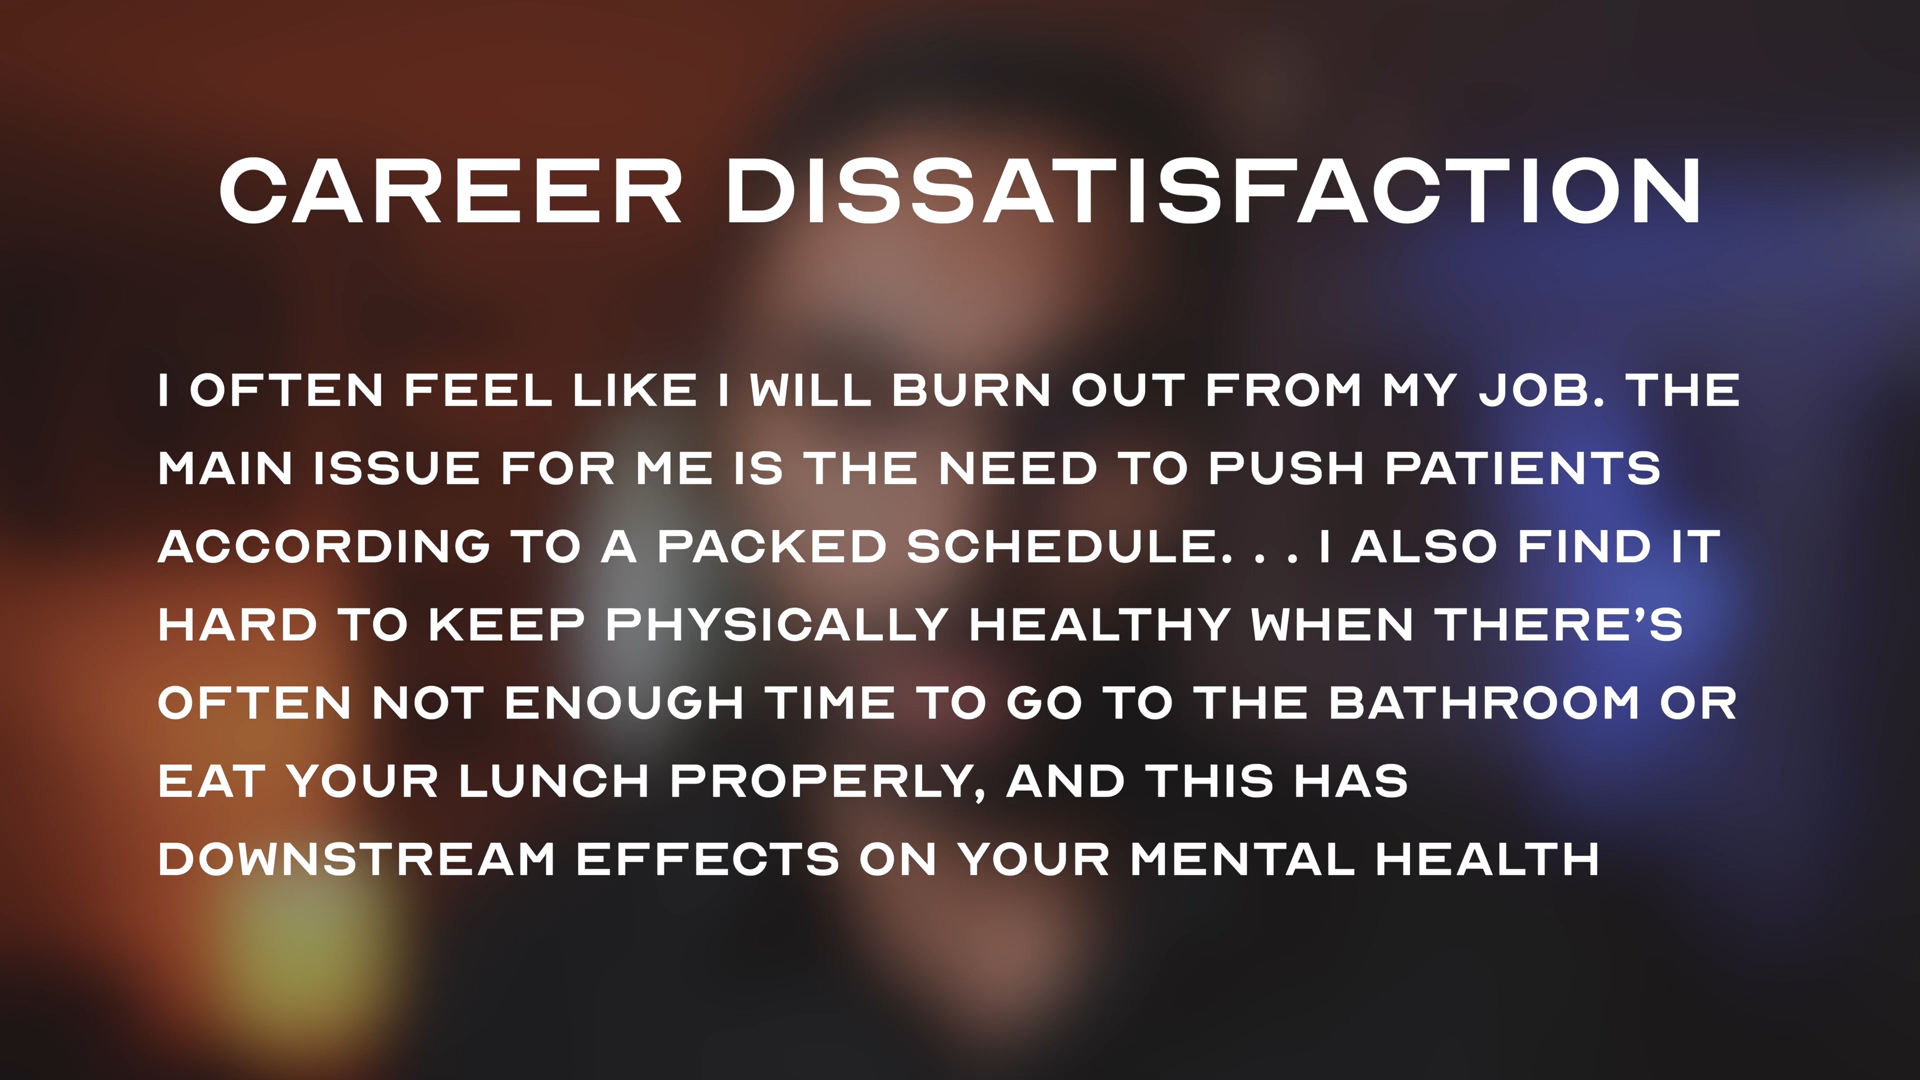 CAREER DISSATISFACTION
I OFTEN FEEL LIKE I WILL BURN OUT FROM MY JOB. THE
MAIN ISSUE FOR ME IS THE NEED TO PUSH PATIENTS
ACCORDING TO A PACKED SCHEDULE. . . I ALSO FIND IT
HARD TO KEEP PHYSICALLY HEALTHY WHEN THERE’S
OFTEN NOT ENOUGH TIME TO GO TO THE BATHROOM OR
EAT YOUR LUNCH PROPERLY, AND THIS HAS
DOWNSTREAM EFFECTS ON YOUR MENTAL HEALTH